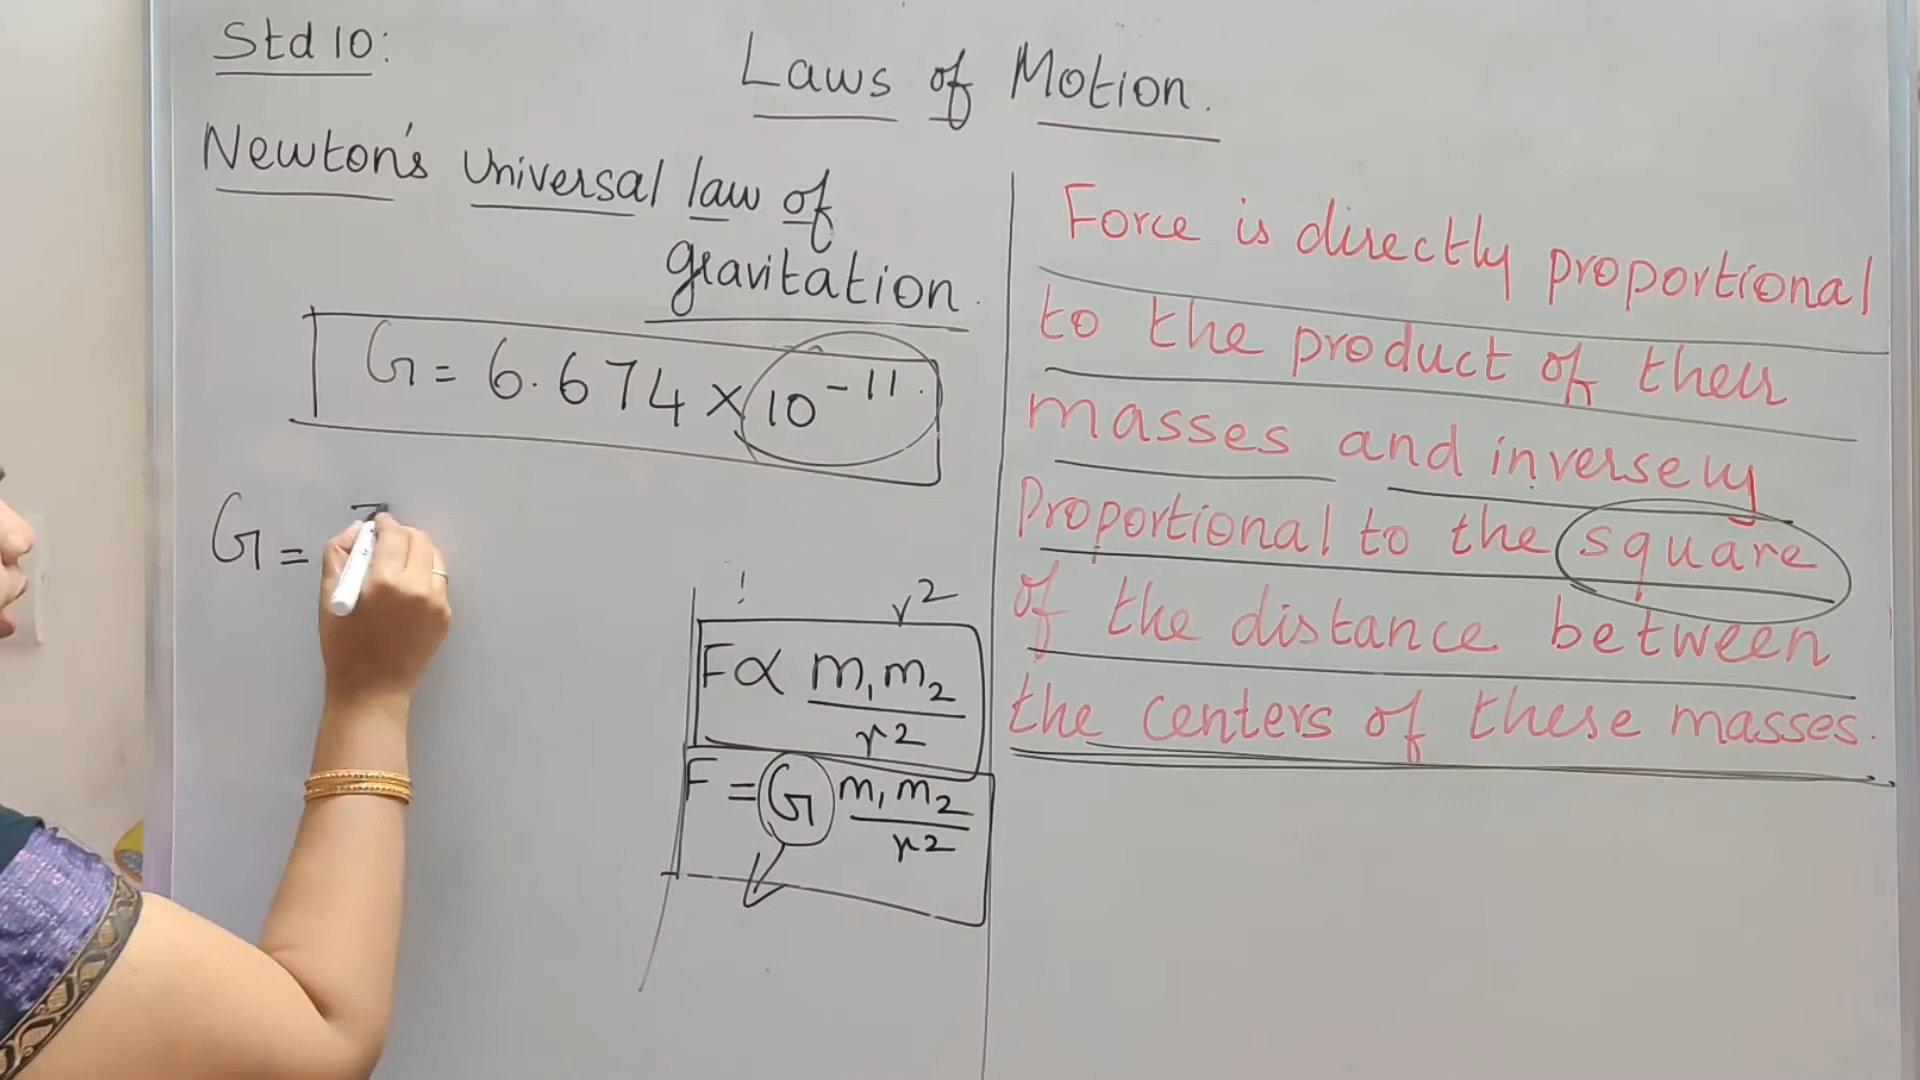 Std 10:
Laws of Motion.
Newton's Universal law of
gravitation.
G = 6.674 × 10⁻¹¹
G =
r²
F ∝ m₁m₂
r²
F = G m₁m₂
r²
Force is directly proportional
to the product of their
masses and inversely
Proportional to the square
of the distance between
the centers of these masses.